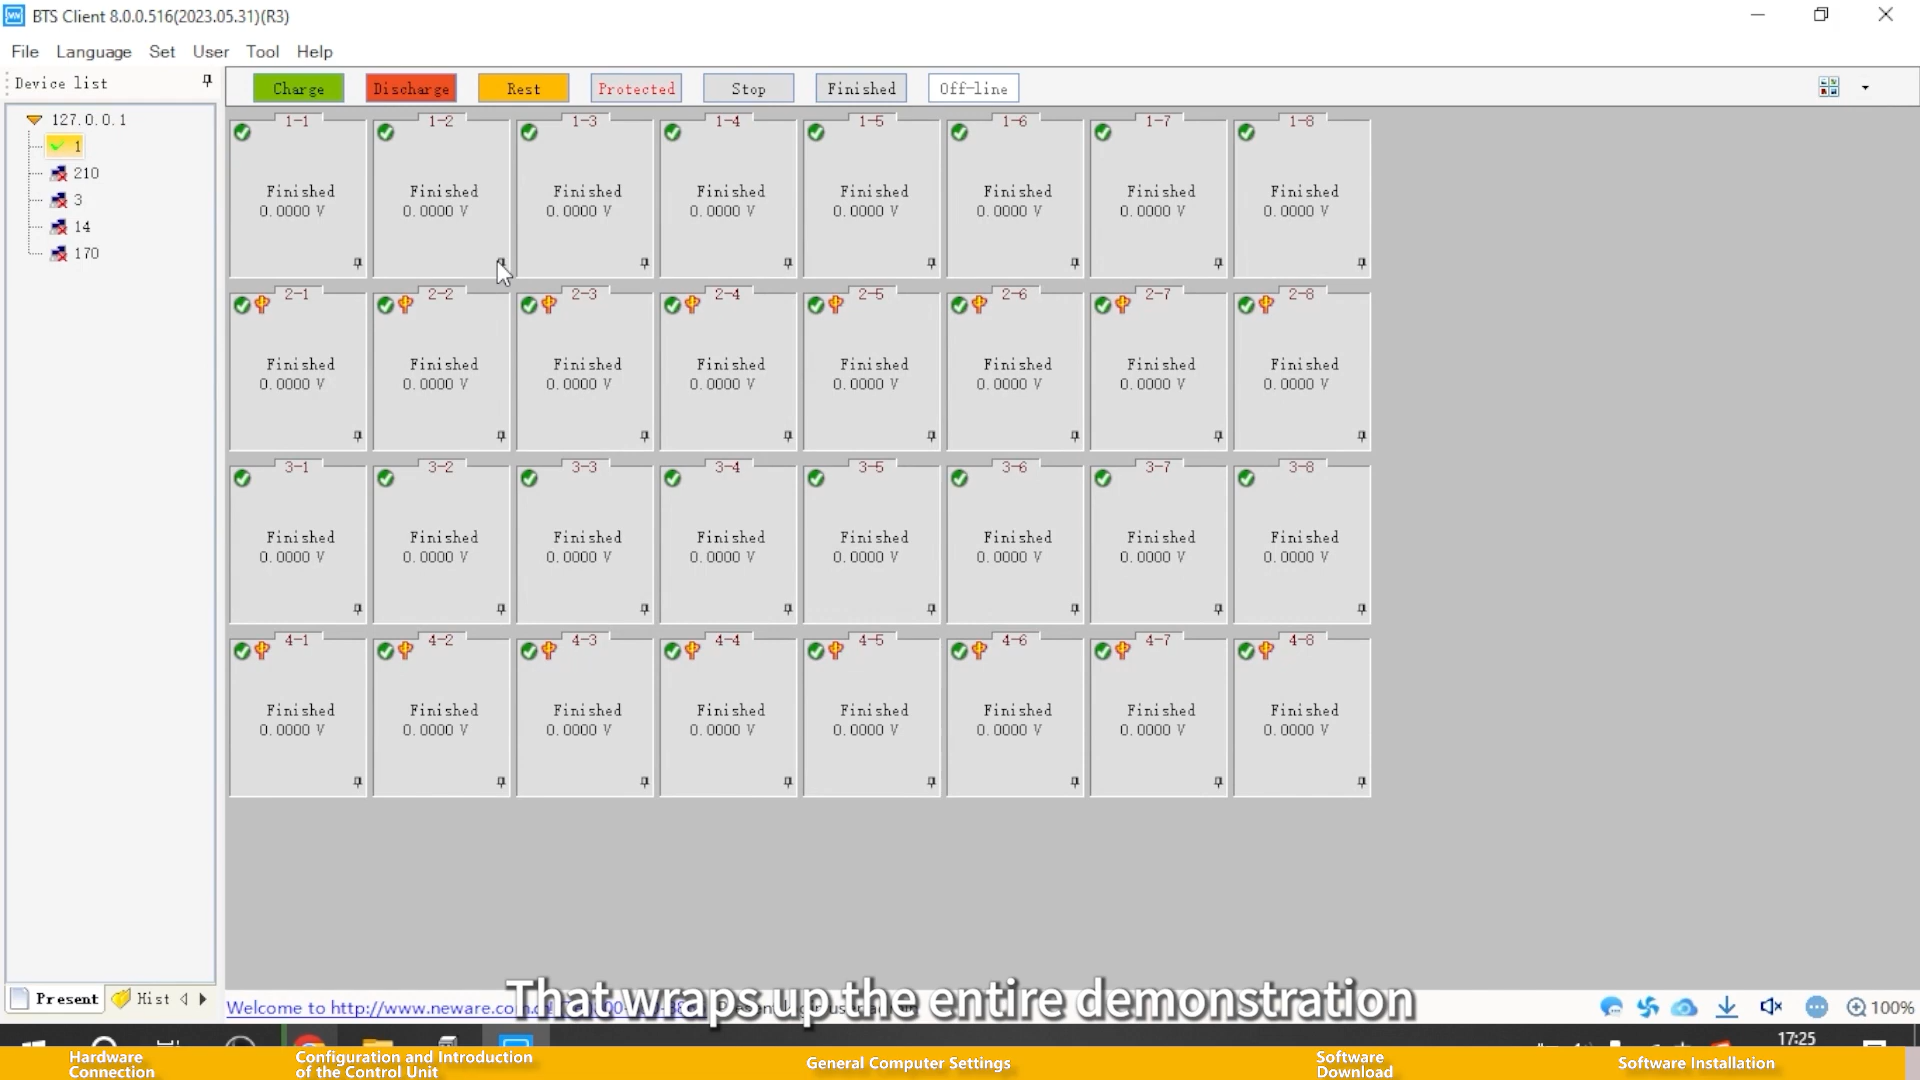 BTS Client 8.0.0.516(2023.05.31)(R3)
File Language Set User Tool Help
Device list
Charge Discharge Rest Protected Stop Finished Off-line
127.0.0.1
1
210
3
14
170
1-1 1-2 1-3 1-4 1-5 1-6 1-7 1-8
Finished Finished Finished Finished Finished Finished Finished Finished
0.0000 V 0.0000 V 0.0000 V 0.0000 V 0.0000 V 0.0000 V 0.0000 V 0.0000 V
2-1 2-2 2-3 2-4 2-5 2-6 2-7 2-8
Finished Finished Finished Finished Finished Finished Finished Finished
0.0000 V 0.0000 V 0.0000 V 0.0000 V 0.0000 V 0.0000 V 0.0000 V 0.0000 V
3-1 3-2 3-3 3-4 3-5 3-6 3-7 3-8
Finished Finished Finished Finished Finished Finished Finished Finished
0.0000 V 0.0000 V 0.0000 V 0.0000 V 0.0000 V 0.0000 V 0.0000 V 0.0000 V
4-1 4-2 4-3 4-4 4-5 4-6 4-7 4-8
Finished Finished Finished Finished Finished Finished Finished Finished
0.0000 V 0.0000 V 0.0000 V 0.0000 V 0.0000 V 0.0000 V 0.0000 V 0.0000 V
Present Hist
Welcome to http://www.neware.com.cn
That wraps up the entire demonstration
100%
17:25
Hardware
Connection
Configuration and Introduction
of the Control Unit
General Computer Settings
Software
Download
Software Installation